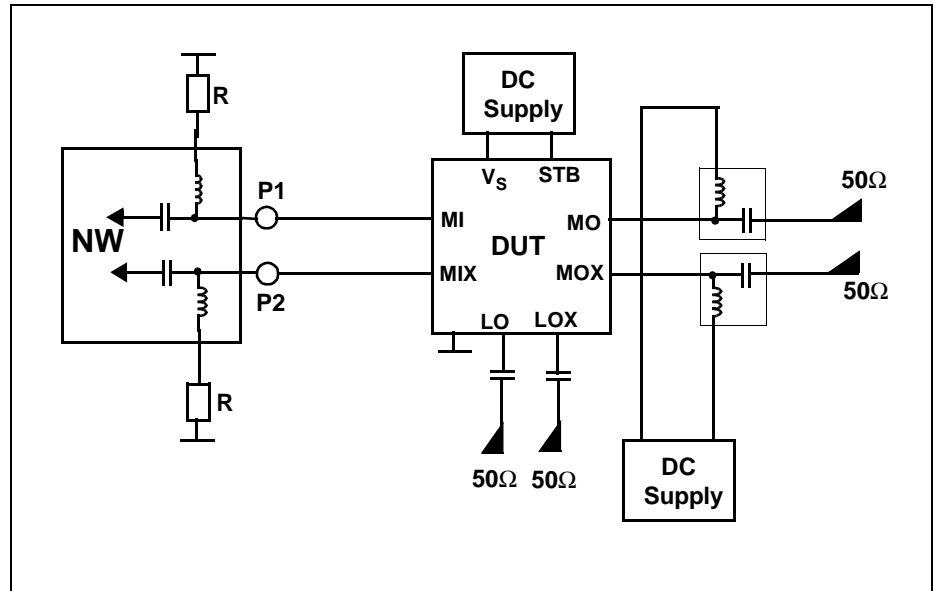 DC
Supply
R
P1
V_S STB
50Ω
MI
MO
NW
DUT
MIX
MOX
P2
50Ω
LO LOX
R
50Ω 50Ω
DC
Supply